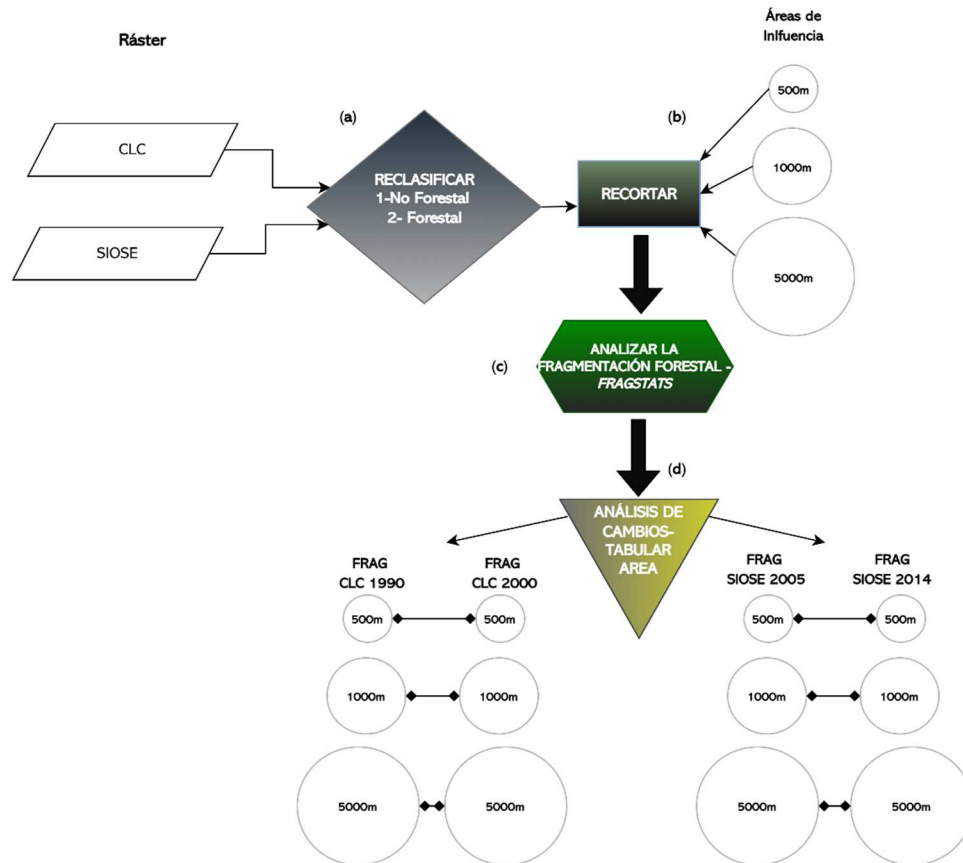 Ráster
Áreas de
Inlfuencia
500m
(a)
(b)
CLC
1000m
RECLASIFICAR
1-No Forestal
2- Forestal
RECORTAR
SIOSE
5000m
ANALIZAR LA
FRAGMENTACIÓN FORESTAL -
FRAGSTATS
(c)
(d)
ANÁLISIS DE
CAMBIOS-
TABULAR
AREA
FRAG
CLC 1990
FRAG
CLC 2000
FRAG
SIOSE 2005
FRAG
SIOSE 2014
500m
500m
500m
500m
1000m
1000m
1000m
1000m
5000m
5000m
5000m
5000m